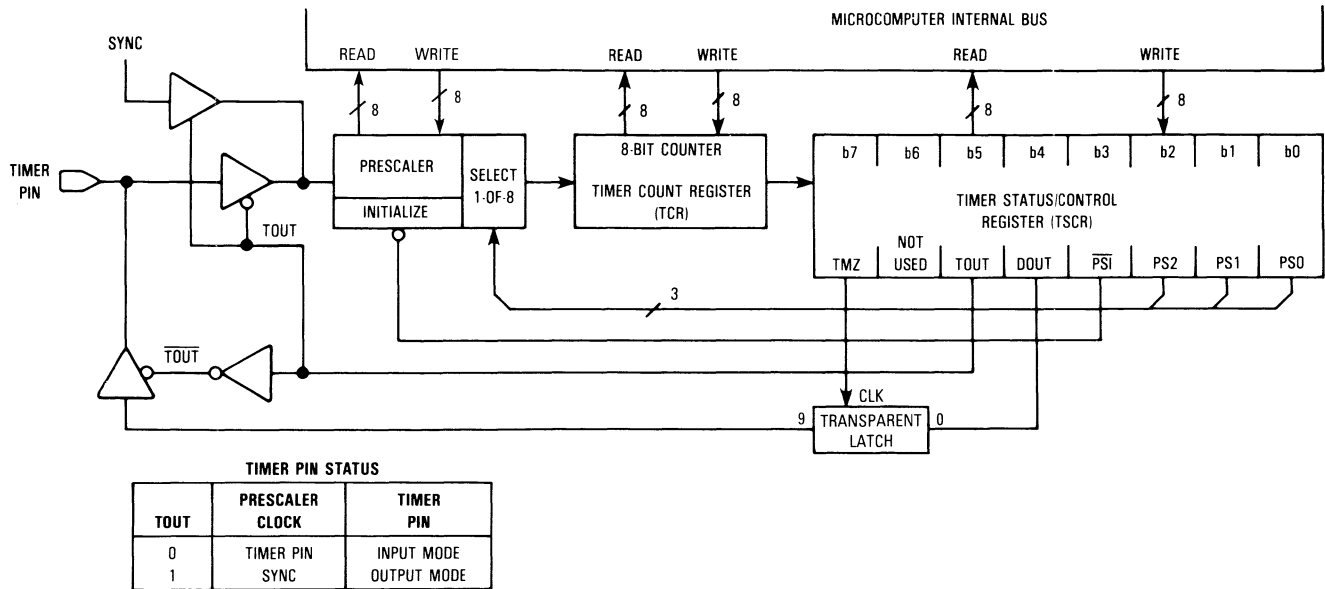 MICROCOMPUTER INTERNAL BUS
SYNC
READ
WRITE
READ
WRITE
READ
WRITE
8
8
8
8
8
8
TIMER
PIN
TOUT
PRESCALER
INITIALIZE
SELECT
1-OF-8
8-BIT COUNTER
TIMER COUNT REGISTER
(TCR)
b7 b6 b5 b4 b3 b2 b1 b0
TIMER STATUS/CONTROL
REGISTER (TSCR)
TMZ NOT USED TOUT DOUT PSI PS2 PS1 PS0
3
TOUT
CLK
9
TRANSPARENT
LATCH
0
TIMER PIN STATUS
TOUT PRESCALER CLOCK TIMER PIN
0 TIMER PIN INPUT MODE
1 SYNC OUTPUT MODE